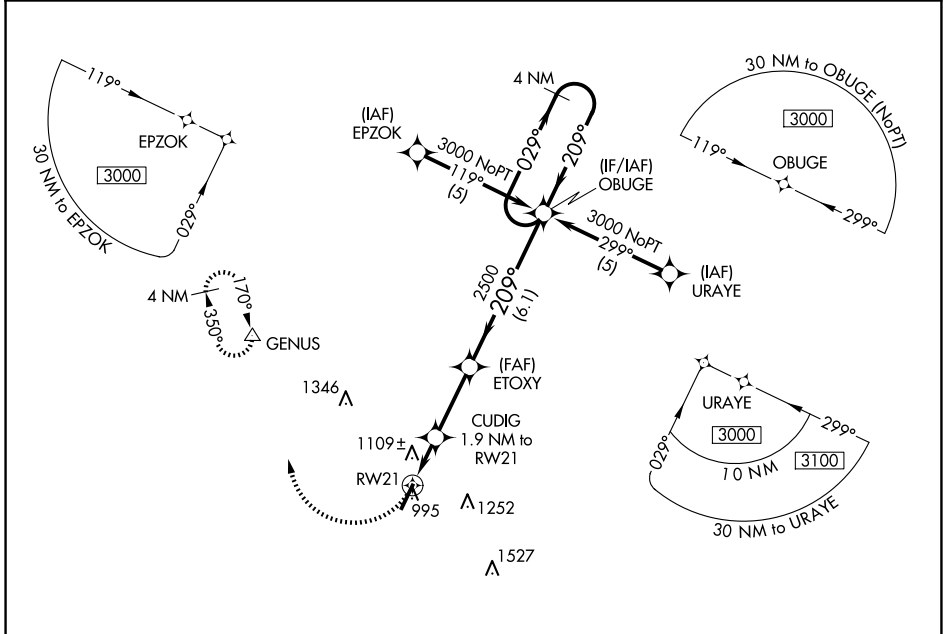 119°
EPZOK
30 NM to EPZOK
3000
029°
4 NM
(IAF)
EPZOK
3000 NoPT
119°
(5)
029°
209°
(IF/IAF)
OBUGE
3000 NoPT
299°
(5)
(IAF)
URAYE
30 NM to OBUGE (NoPT)
3000
119°
OBUGE
299°
2500
209°
(6.1)
4 NM
170°
350°
GENUS
(FAF)
ETOXY
1346
CUDIG
1.9 NM to
RW21
1109±
RW21
995
1252
1527
URAYE
3000
299°
029°
10 NM
3100
30 NM to URAYE